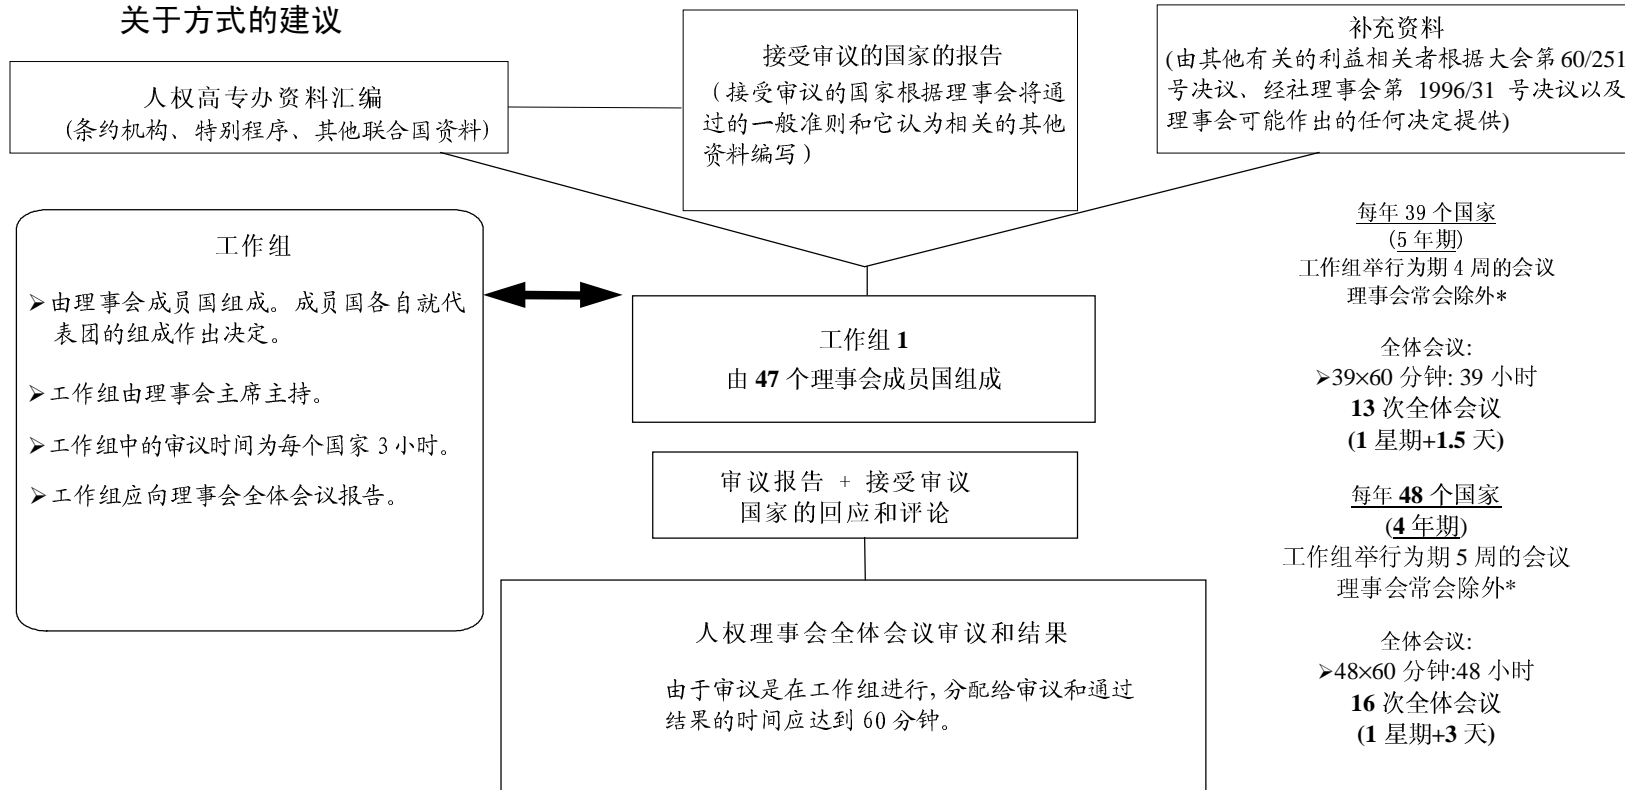 关于方式的建议
人权高专办资料汇编
(条约机构、特别程序、其他联合国资料)
接受审议的国家的报告
（接受审议的国家根据理事会将通
过的一般准则和它认为相关的其他
资料编写）
补充资料
(由其他有关的利益相关者根据大会第 60/251
号决议、经社理事会第 1996/31 号决议以及
理事会可能作出的任何决定提供)
工作组
➢由理事会成员国组成。成员国各自就代
表团的组成作出决定。
➢工作组由理事会主席主持。
➢工作组中的审议时间为每个国家 3 小时。
➢工作组应向理事会全体会议报告。
工作组 1
由 47 个理事会成员国组成
审议报告 + 接受审议
国家的回应和评论
人权理事会全体会议审议和结果
由于审议是在工作组进行, 分配给审议和通过
结果的时间应达到 60 分钟。
每年 39 个国家
(5 年期)
工作组举行为期 4 周的会议
理事会常会除外*
全体会议:
➢39×60 分钟: 39 小时
13 次全体会议
(1 星期+1.5 天)
每年 48 个国家
(4 年期)
工作组举行为期 5 周的会议
理事会常会除外*
全体会议:
➢48×60 分钟:48 小时
16 次全体会议
(1 星期+3 天)